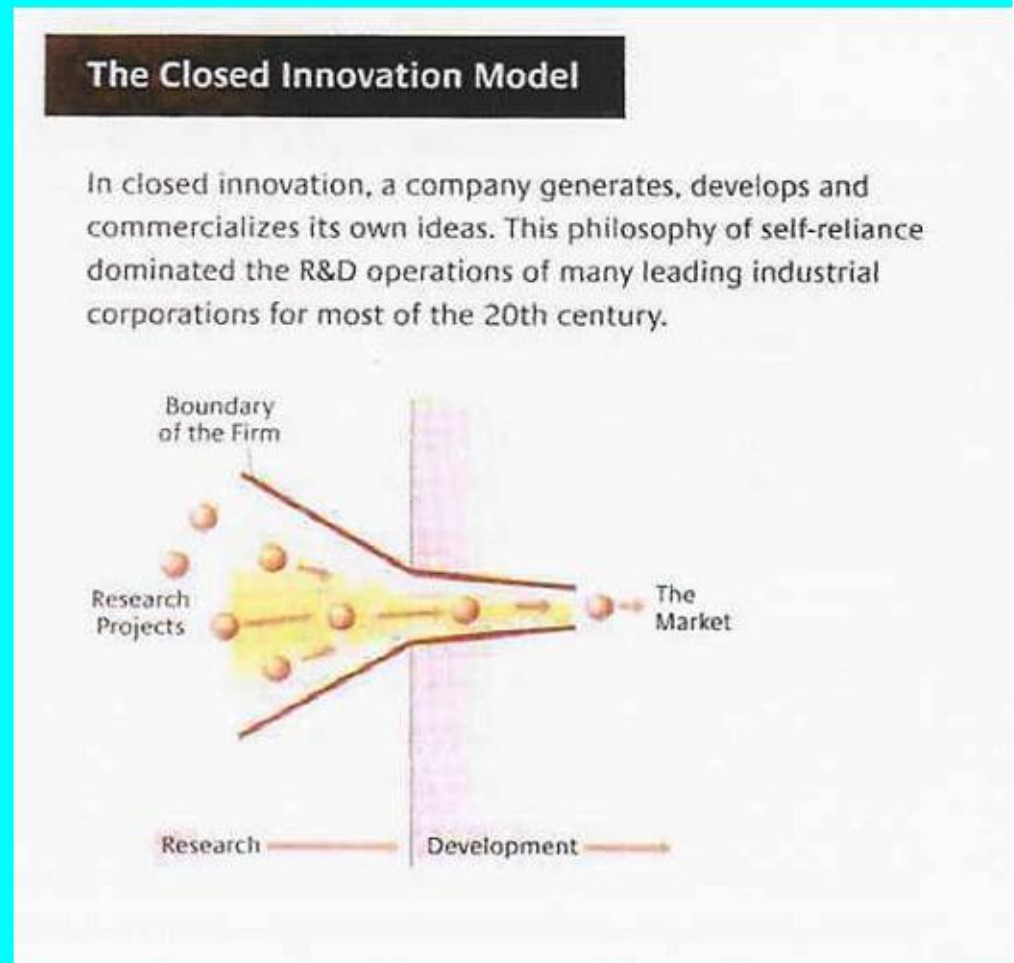 The Closed Innovation Model
In closed innovation, a company generates, develops and
commercializes its own ideas. This philosophy of self-reliance
dominated the R&D operations of many leading industrial
corporations for most of the 20th century.
Boundary
of the Firm
Research
Projects
The
Market
Research
Development